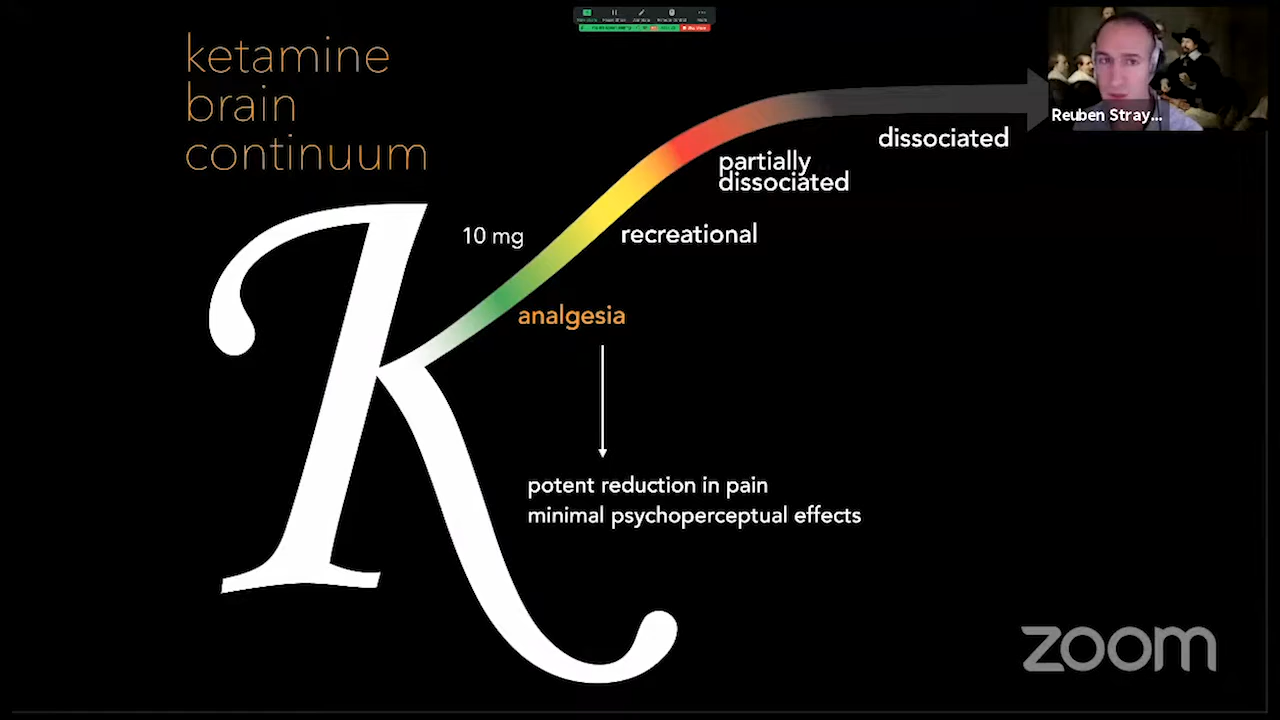 ketamine
brain
continuum
Reuben Stray...
dissociated
partially
dissociated
10 mg
recreational
analgesia
K
potent reduction in pain
minimal psychoperceptual effects
zoom